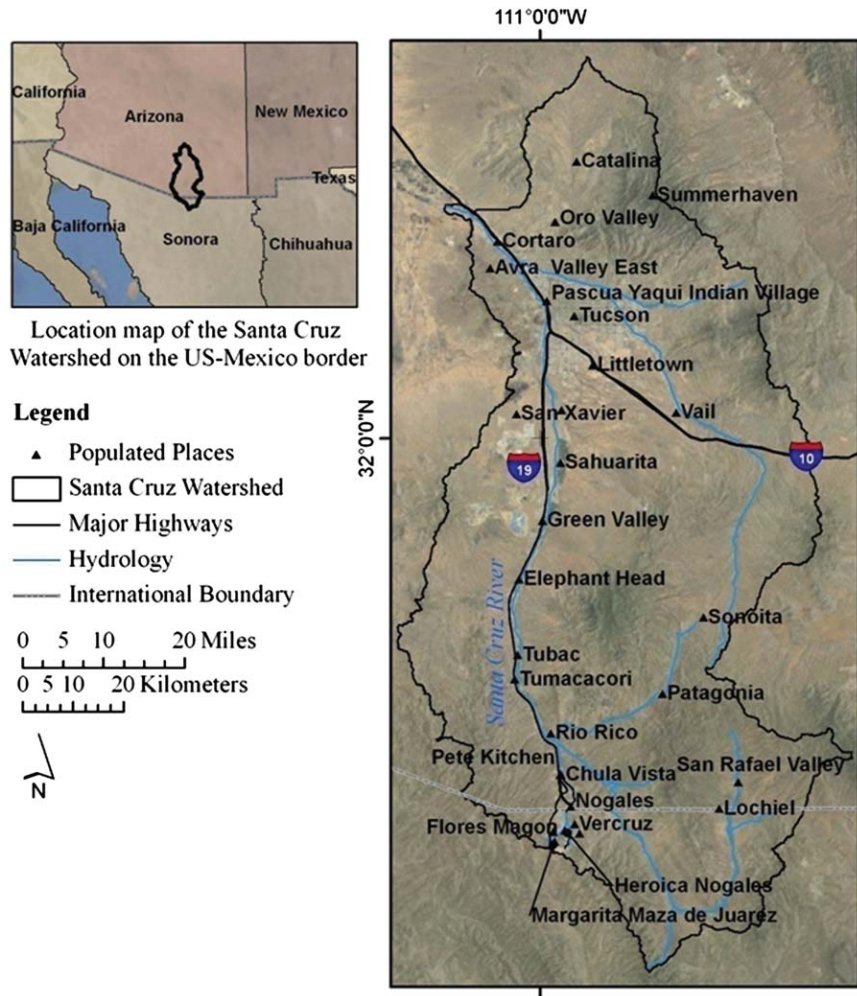 111°0'0"W
California
Arizona
New Mexico
Texas
Baja California
Sonora
Chihuahua
Location map of the Santa Cruz
Watershed on the US-Mexico border
Legend
Populated Places
Santa Cruz Watershed
Major Highways
Hydrology
International Boundary
0 5 10 20 Miles
0 5 10 20 Kilometers
N
32°0'0"N
Catalina
Summerhaven
Oro Valley
Cortaro
Avra Valley East
Pascua Yaqui Indian Village
Tucson
Littletown
San Xavier
Vail
19
Sahuarita
10
Green Valley
Elephant Head
Santa Cruz River
Sonoita
Tubac
Tumacacori
Patagonia
Rio Rico
Pete Kitchen
Chula Vista
San Rafael Valley
Nogales
Lochiel
Flores Magon
Vercruz
Heroica Nogales
Margarita Maza de Juarez